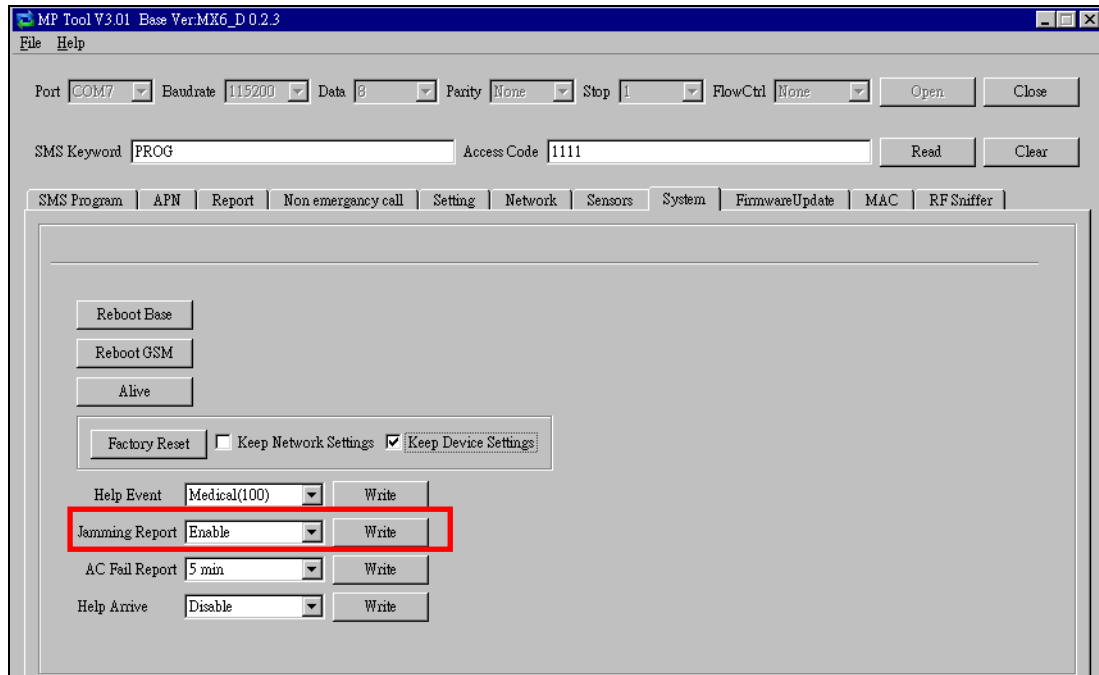 MP Tool V3.01 Base Ver:MX6_D 0.2.3
File Help
Port COM7 Baudrate 115200 Data 8 Parity None Stop 1 FlowCtrl None Open Close
SMS Keyword PROG Access Code 1111 Read Clear
SMS Program APN Report Non emergancy call Setting Network Sensors System FirmwareUpdate MAC RF Sniffer
Reboot Base
Reboot GSM
Alive
Factory Reset Keep Network Settings Keep Device Settings
Help Event Medical(100) Write
Jamming Report Enable Write
AC Fail Report 5 min Write
Help Arrive Disable Write